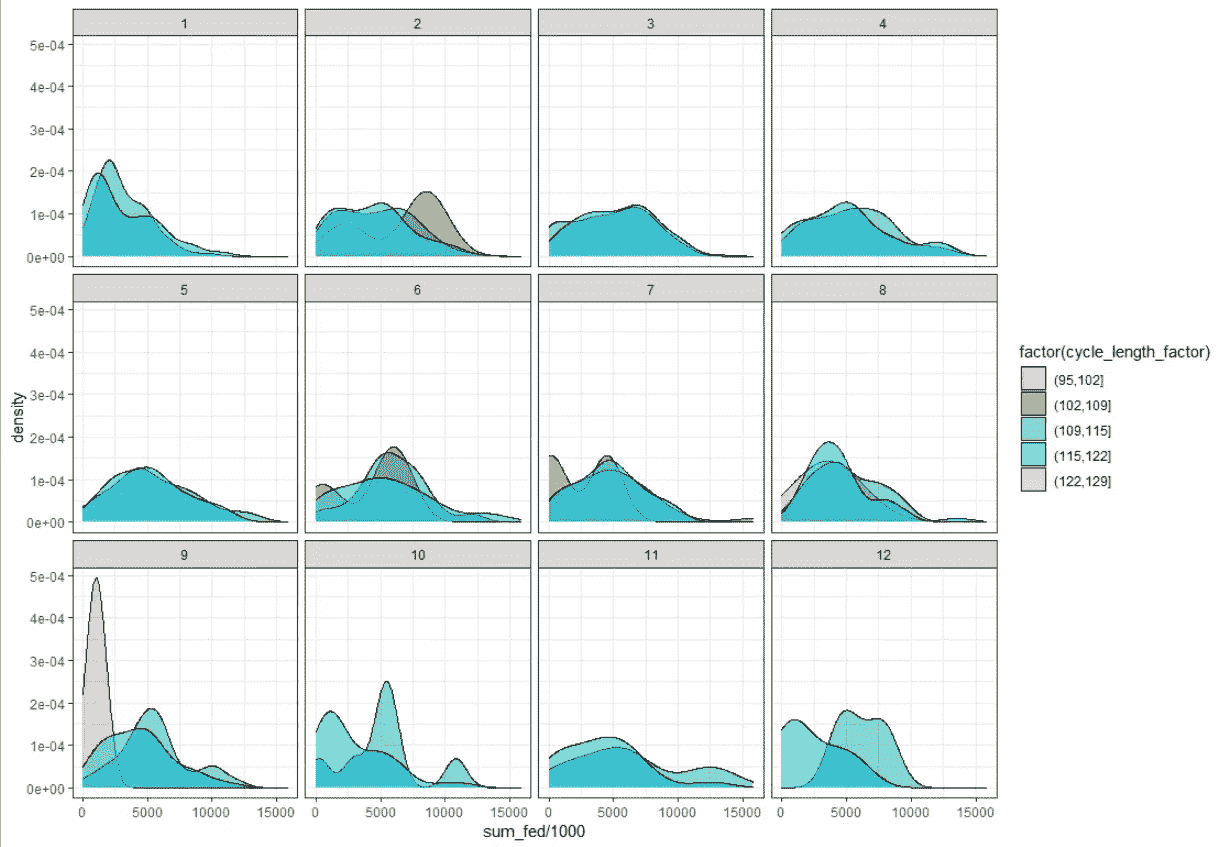 1 2 3 4
5e-04
4e-04
3e-04
2e-04
1e-04
0e+00
5 6 7 8
5e-04
4e-04
3e-04
2e-04
1e-04
0e+00
density
9 10 11 12
5e-04
4e-04
3e-04
2e-04
1e-04
0e+00
0 5000 10000 15000 0 5000 10000 15000 0 5000 10000 15000 0 5000 10000 15000
sum_fed/1000
factor(cycle_length_factor)
(95,102]
(102,109]
(109,115]
(115,122]
(122,129]